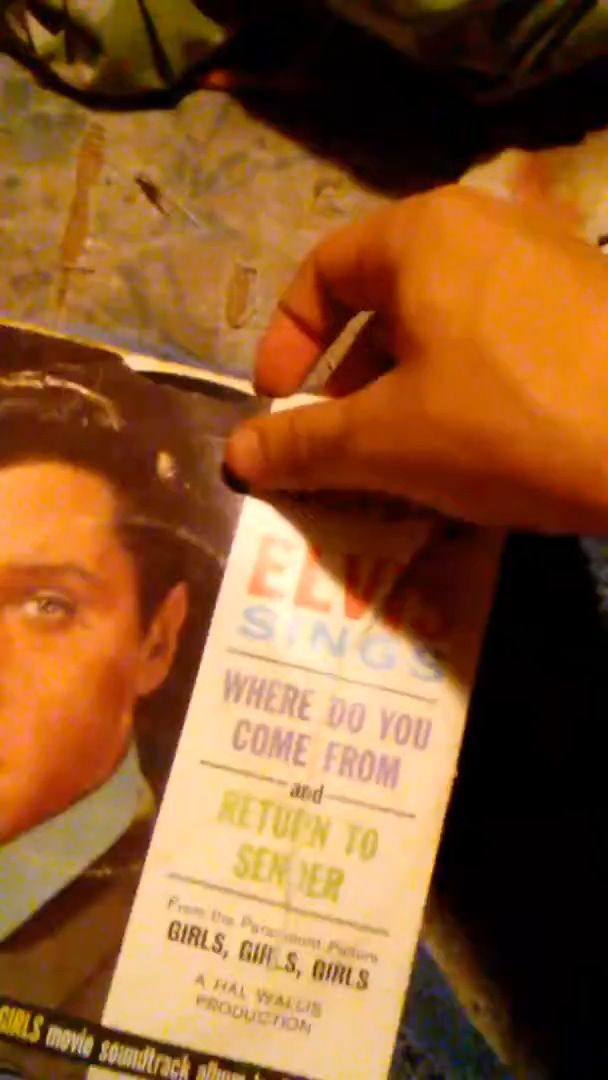 ELVIS
SINGS
WHERE DO YOU
COME FROM
and
RETURN TO
SENDER
From the Paramount Picture
GIRLS, GIRLS, GIRLS
A HAL WALLIS
PRODUCTION
GIRLS movie soundtrack album